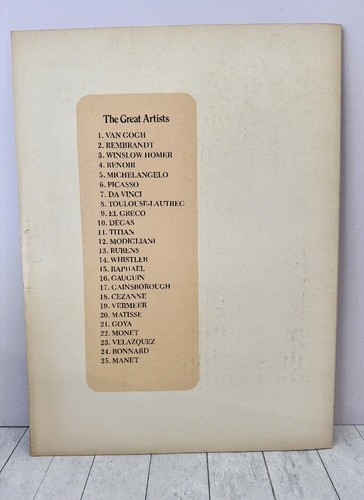 The Great Artists
1. VAN GOGH
2. REMBRANDT
3. WINSLOW HOMER
4. RENOIR
5. MICHELANGELO
6. PICASSO
7. DA VINCI
8. TOULOUSE-LAUTREC
9. EL GRECO
10. DEGAS
11. TITIAN
12. MODIGLIANI
13. RUBENS
14. WHISTLER
15. RAPHAEL
16. GAUGUIN
17. GAINSBOROUGH
18. CEZANNE
19. VERMEER
20. MATISSE
21. GOYA
22. MONET
23. VELAZQUEZ
24. BONNARD
25. MANET